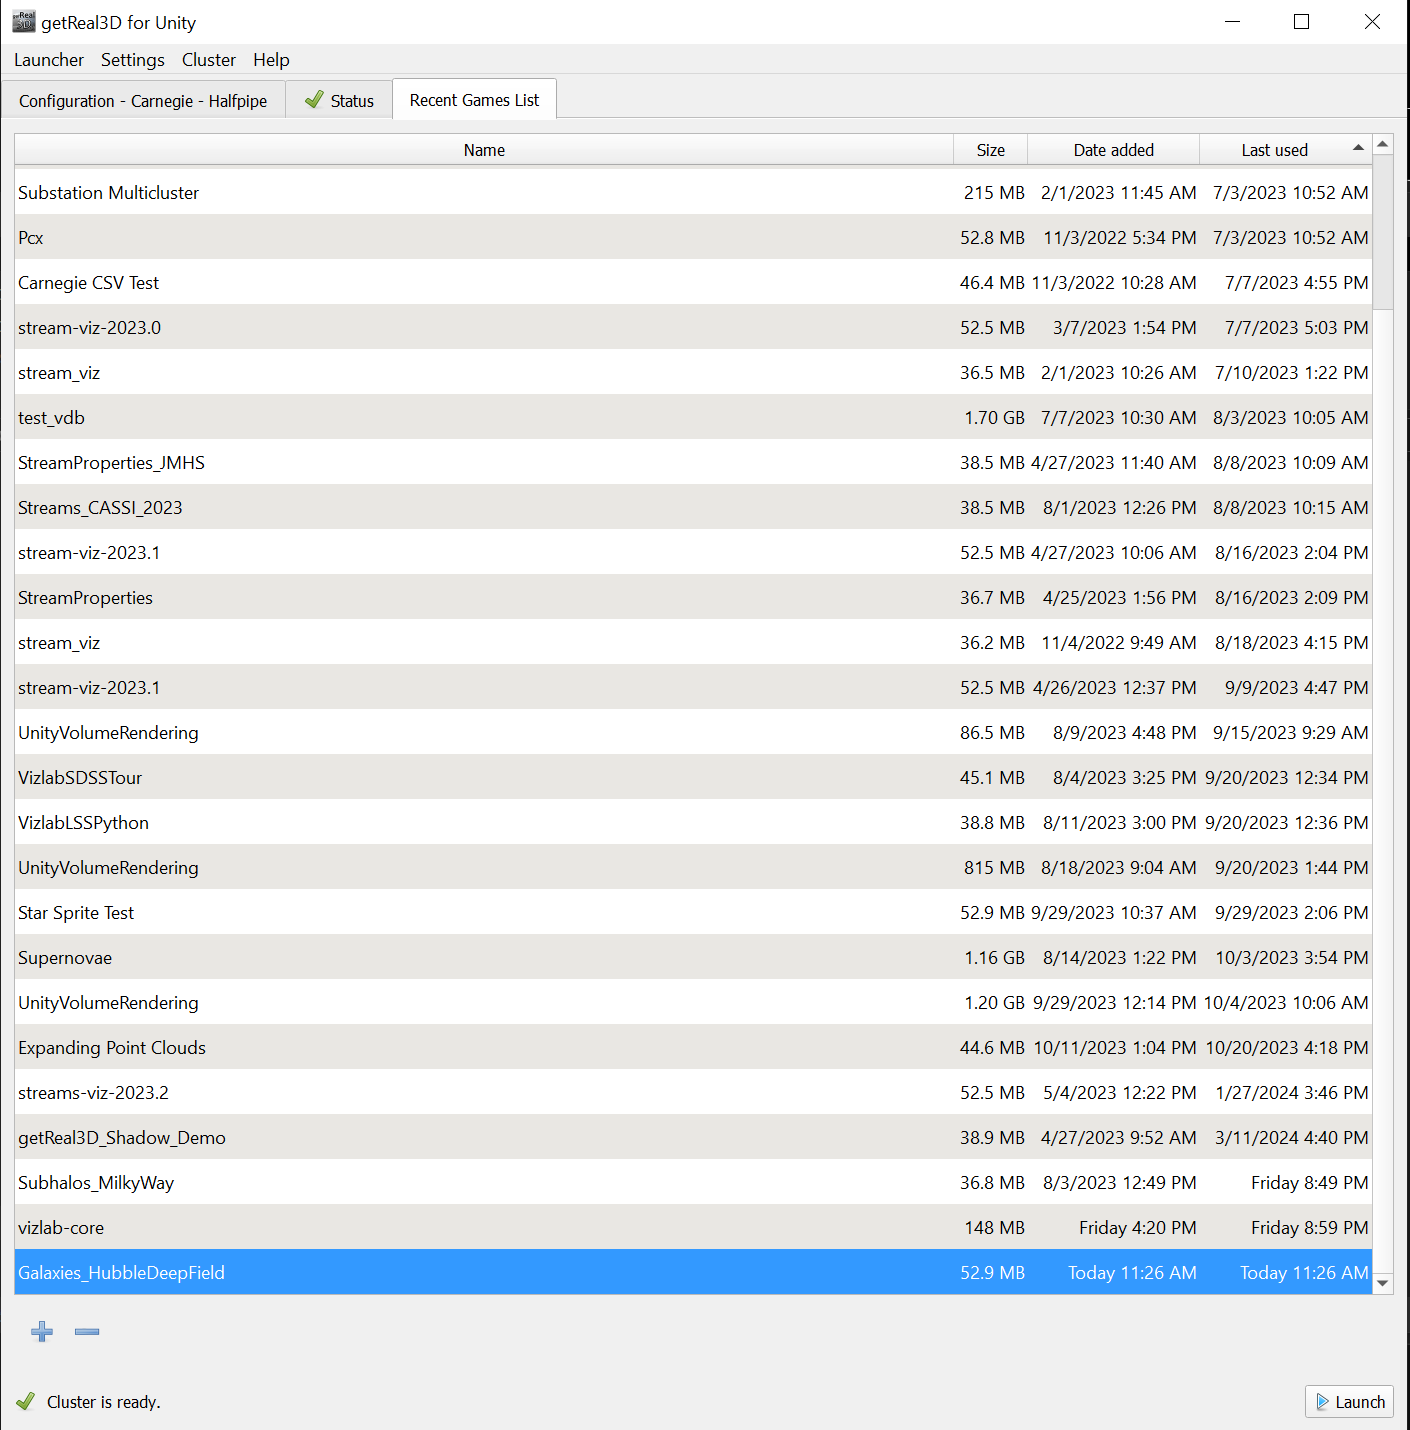 getReal3D for Unity
Launcher Settings Cluster Help
Configuration - Carnegie - Halfpipe Status Recent Games List
Name Size Date added Last used
Substation Multicluster 215 MB 2/1/2023 11:45 AM 7/3/2023 10:52 AM
Pcx 52.8 MB 11/3/2022 5:34 PM 7/3/2023 10:52 AM
Carnegie CSV Test 46.4 MB 11/3/2022 10:28 AM 7/7/2023 4:55 PM
stream-viz-2023.0 52.5 MB 3/7/2023 1:54 PM 7/7/2023 5:03 PM
stream_viz 36.5 MB 2/1/2023 10:26 AM 7/10/2023 1:22 PM
test_vdb 1.70 GB 7/7/2023 10:30 AM 8/3/2023 10:05 AM
StreamProperties_JMHS 38.5 MB 4/27/2023 11:40 AM 8/8/2023 10:09 AM
Streams_CASSI_2023 38.5 MB 8/1/2023 12:26 PM 8/8/2023 10:15 AM
stream-viz-2023.1 52.5 MB 4/27/2023 10:06 AM 8/16/2023 2:04 PM
StreamProperties 36.7 MB 4/25/2023 1:56 PM 8/16/2023 2:09 PM
stream_viz 36.2 MB 11/4/2022 9:49 AM 8/18/2023 4:15 PM
stream-viz-2023.1 52.5 MB 4/26/2023 12:37 PM 9/9/2023 4:47 PM
UnityVolumeRendering 86.5 MB 8/9/2023 4:48 PM 9/15/2023 9:29 AM
VizlabSDSSTour 45.1 MB 8/4/2023 3:25 PM 9/20/2023 12:34 PM
VizlabLSSPython 38.8 MB 8/11/2023 3:00 PM 9/20/2023 12:36 PM
UnityVolumeRendering 815 MB 8/18/2023 9:04 AM 9/20/2023 1:44 PM
Star Sprite Test 52.9 MB 9/29/2023 10:37 AM 9/29/2023 2:06 PM
Supernovae 1.16 GB 8/14/2023 1:22 PM 10/3/2023 3:54 PM
UnityVolumeRendering 1.20 GB 9/29/2023 12:14 PM 10/4/2023 10:06 AM
Expanding Point Clouds 44.6 MB 10/11/2023 1:04 PM 10/20/2023 4:18 PM
streams-viz-2023.2 52.5 MB 5/4/2023 12:22 PM 1/27/2024 3:46 PM
getReal3D_Shadow_Demo 38.9 MB 4/27/2023 9:52 AM 3/11/2024 4:40 PM
Subhalos_MilkyWay 36.8 MB 8/3/2023 12:49 PM Friday 8:49 PM
vizlab-core 148 MB Friday 4:20 PM Friday 8:59 PM
Galaxies_HubbleDeepField 52.9 MB Today 11:26 AM Today 11:26 AM
Cluster is ready. Launch